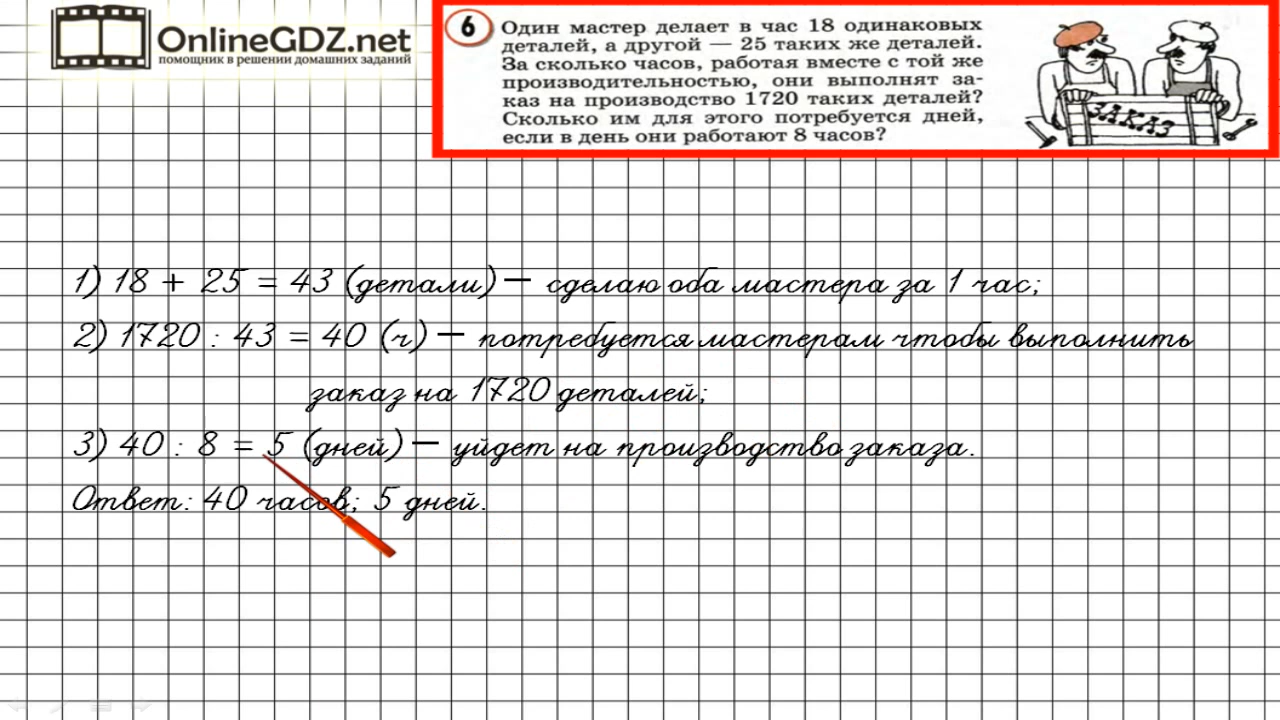 OnlineGDZ.net
помощник в решении домашних заданий
6
Один мастер делает в час 18 одинаковых
деталей, а другой — 25 таких же деталей.
За сколько часов, работая вместе с той же
производительностью, они выполнят за-
каз на производство 1720 таких деталей?
Сколько им для этого потребуется дней,
если в день они работают 8 часов?
ЗАКАЗ
1) 18 + 25 = 43 (детали) — сделаю оба мастера за 1 час;
2) 1720 : 43 = 40 (ч) — потребуется мастерам чтобы выполнить
заказ на 1720 деталей;
3) 40 : 8 = 5 (дней) — уйдет на производство заказа.
Ответ: 40 часов; 5 дней.